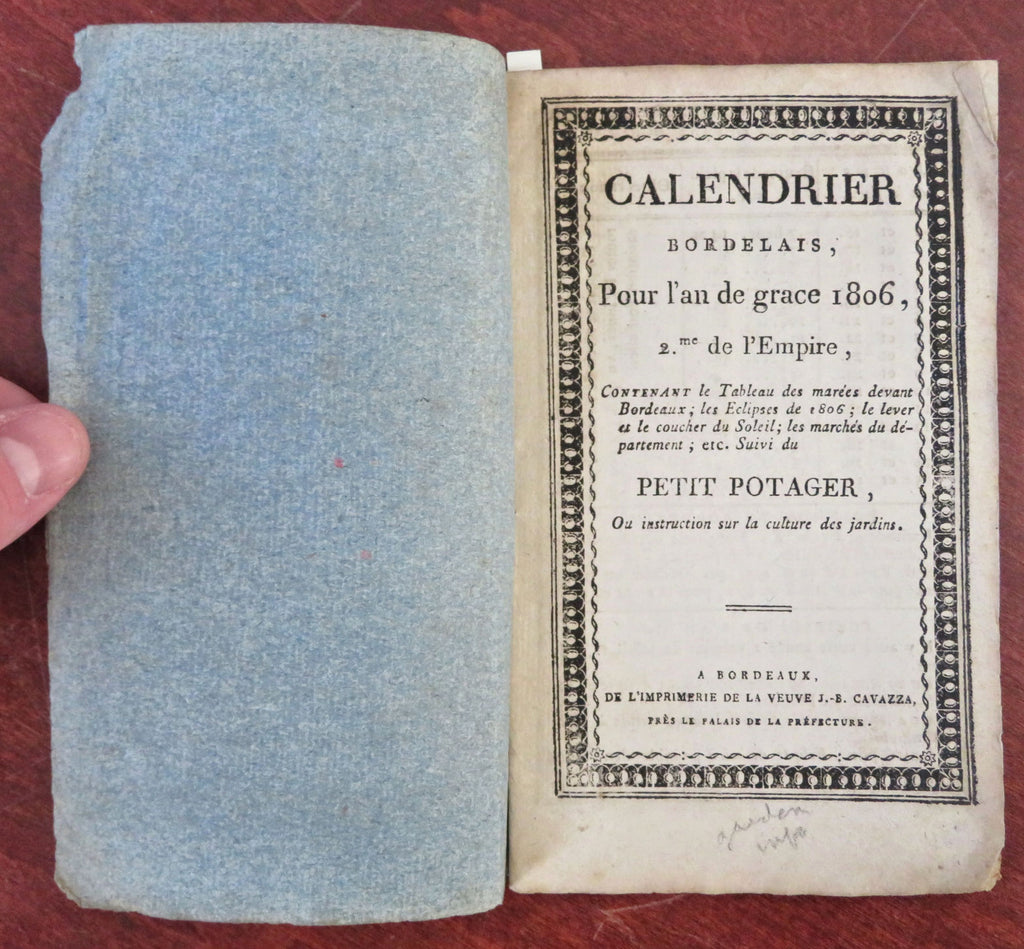 CALENDRIER
BORDELAIS,
Pour l'an de grace 1806,
2.me de l'Empire,
CONTENANT le Tableau des marées devant
Bordeaux; les Eclipses de 1806; le lever
et le coucher du Soleil; les marchés du dé-
partement; etc. Suivi du
PETIT POTAGER,
Ou instruction sur la culture des jardins.
A BORDEAUX,
DE L'IMPRIMERIE DE LA VEUVE J.-B. CAVAZZA,
PRÈS LE PALAIS DE LA PRÉFECTURE.
garden
info